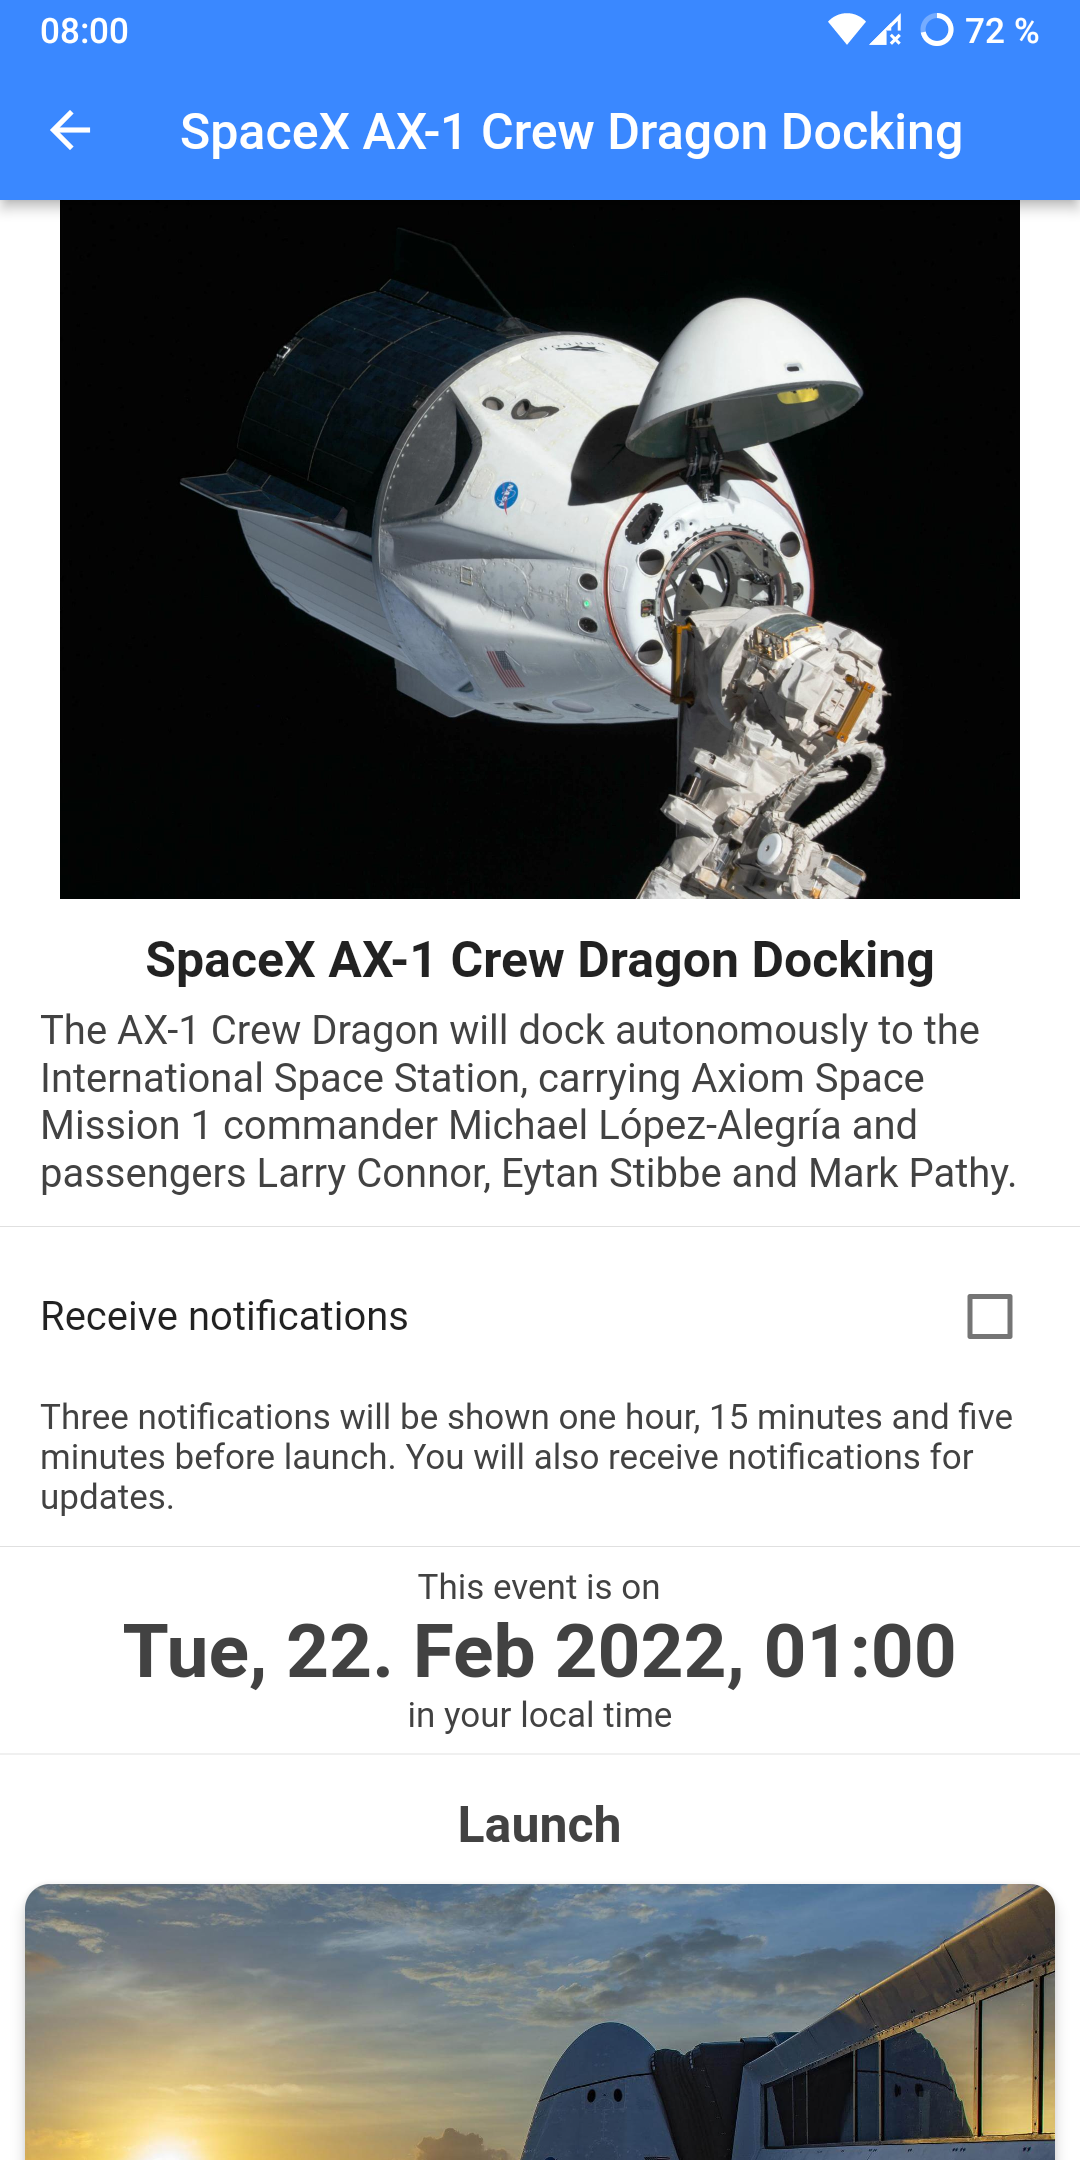 08:00
72 %
SpaceX AX-1 Crew Dragon Docking
NASA
SpaceX AX-1 Crew Dragon Docking
The AX-1 Crew Dragon will dock autonomously to the
International Space Station, carrying Axiom Space
Mission 1 commander Michael López-Alegría and
passengers Larry Connor, Eytan Stibbe and Mark Pathy.
Receive notifications
Three notifications will be shown one hour, 15 minutes and five
minutes before launch. You will also receive notifications for
updates.
This event is on
Tue, 22. Feb 2022, 01:00
in your local time
Launch